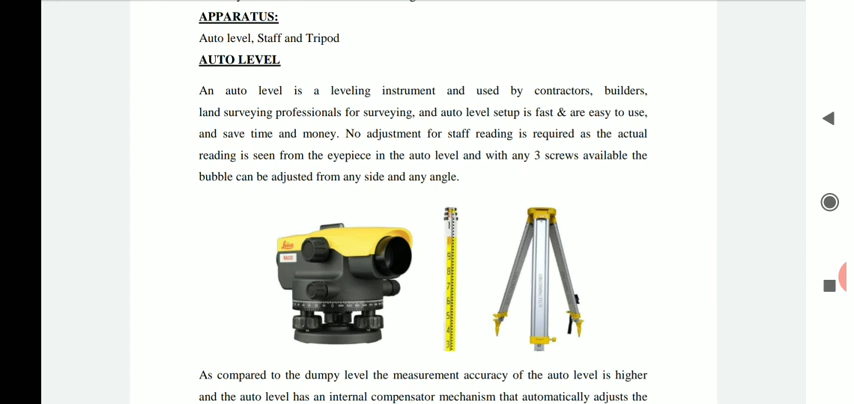 APPARATUS:
Auto level, Staff and Tripod
AUTO LEVEL
An auto level is a leveling instrument and used by contractors, builders,
land surveying professionals for surveying, and auto level setup is fast & are easy to use,
and save time and money. No adjustment for staff reading is required as the actual
reading is seen from the eyepiece in the auto level and with any 3 screws available the
bubble can be adjusted from any side and any angle.
Leica
As compared to the dumpy level the measurement accuracy of the auto level is higher
and the auto level has an internal compensator mechanism that automatically adjusts the